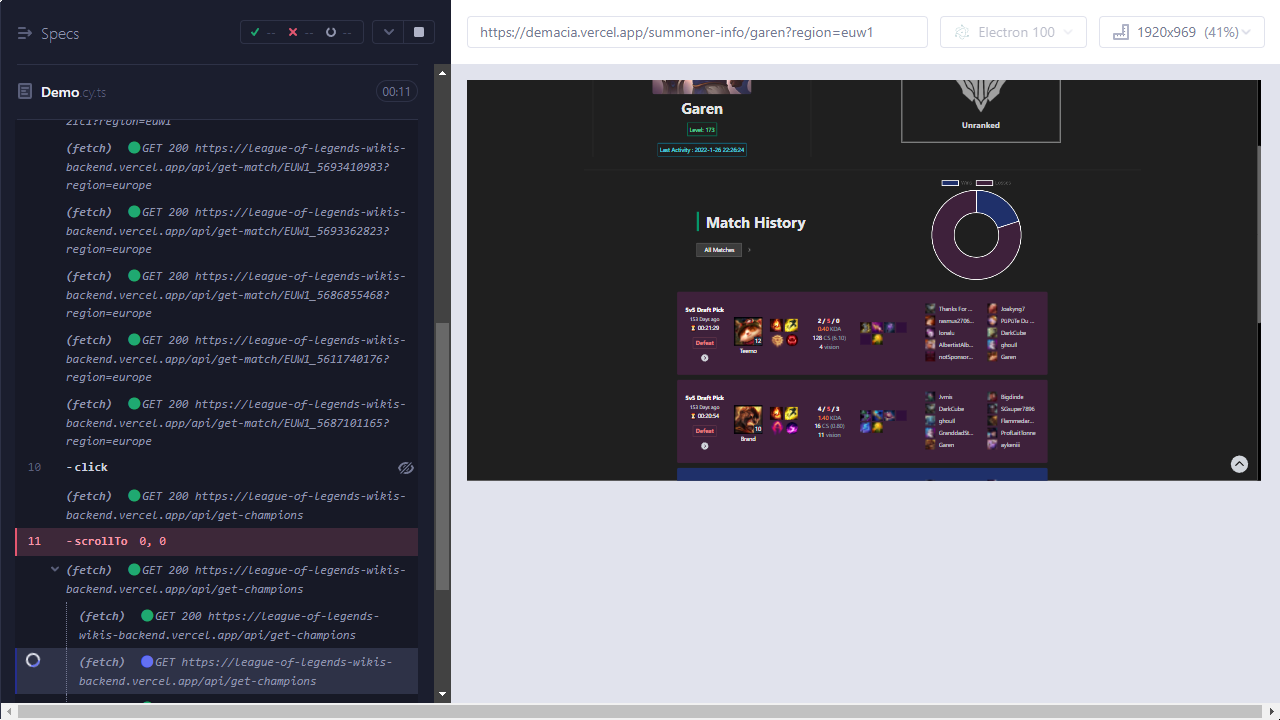 Specs
-- -- --
Demo.cy.ts
00:11
21c1?region=euw1
(fetch) GET 200 https://league-of-legends-wikis-
backend.vercel.app/api/get-match/EUW1_5693410983?
region=europe
(fetch) GET 200 https://league-of-legends-wikis-
backend.vercel.app/api/get-match/EUW1_5693362823?
region=europe
(fetch) GET 200 https://league-of-legends-wikis-
backend.vercel.app/api/get-match/EUW1_5686855468?
region=europe
(fetch) GET 200 https://league-of-legends-wikis-
backend.vercel.app/api/get-match/EUW1_5611740176?
region=europe
(fetch) GET 200 https://league-of-legends-wikis-
backend.vercel.app/api/get-match/EUW1_5687101165?
region=europe
10 -click
(fetch) GET 200 https://league-of-legends-wikis-
backend.vercel.app/api/get-champions
11 -scrollTo 0, 0
(fetch) GET 200 https://league-of-legends-wikis-
backend.vercel.app/api/get-champions
(fetch) GET 200 https://league-of-legends-
wikis-backend.vercel.app/api/get-champions
(fetch) GET https://league-of-legends-wikis-
backend.vercel.app/api/get-champions
https://demacia.vercel.app/summoner-info/garen?region=euw1
Electron 100
1920x969 (41%)
Garen
Level: 173
Last Activity : 2022-1-26 22:26:24
Unranked
Match History
All Matches
5v5 Draft Pick
153 Days ago
00:21:29
Defeat
12
Teemo
2 / 5 / 0
0.40 KDA
128 CS (6.10)
4 vision
Thanks For ...
rasmus2706...
Ionalu
AlbertistAlb...
notSponsor...
Joakyng7
PüPüTe Du ...
DarkCube
ghoull
Garen
5v5 Draft Pick
153 Days ago
00:20:54
Defeat
10
Brand
4 / 5 / 3
1.40 KDA
16 CS (0.80)
11 vision
Jvmis
DarkCube
ghoull
GranddadSt...
Garen
Bigdinde
SGsuper7896
Flammedar...
ProfLaitTonne
aykeniii